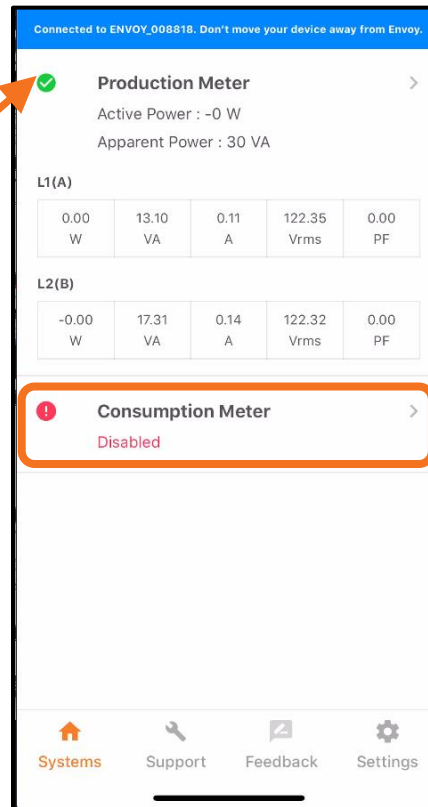 Connected to ENVOY_008818. Don't move your device away from Envoy.
Production Meter
Active Power : -0 W
Apparent Power : 30 VA
L1(A)
0.00 13.10 0.11 122.35 0.00
W VA A Vrms PF
L2(B)
-0.00 17.31 0.14 122.32 0.00
W VA A Vrms PF
Consumption Meter
Disabled
Systems Support Feedback Settings